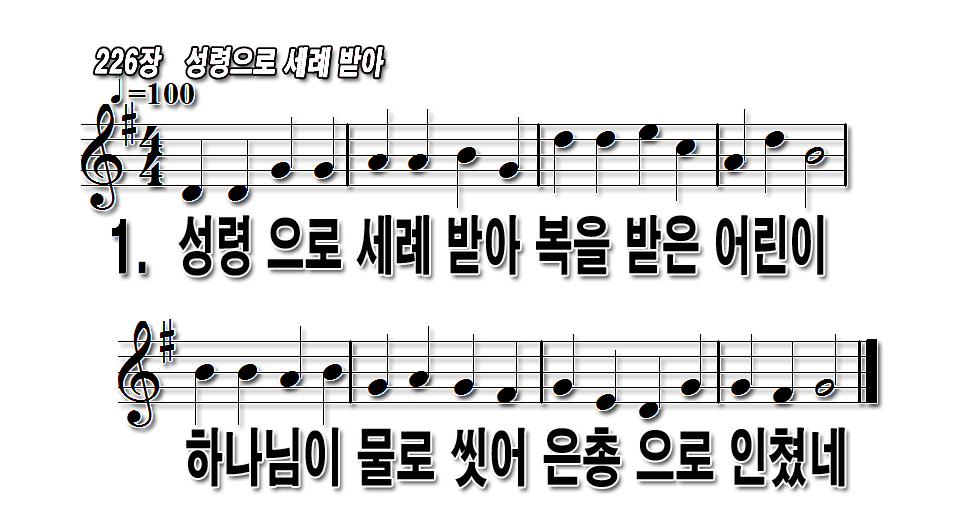 226장 성령으로 세례 받아
♩=100
4
4
1. 성령 으로 세례 받아 복을 받은 어린이
하나님이 물로 씻어 은총 으로 인쳤네